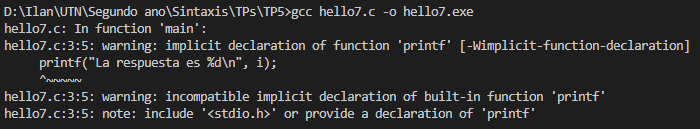 D:\Ilan\UTN\Segundo ano\Sintaxis\TPs\TP5>gcc hello7.c -o hello7.exe
hello7.c: In function 'main':
hello7.c:3:5: warning: implicit declaration of function 'printf' [-Wimplicit-function-declaration]
     printf("La respuesta es %d\n", i);
     ^~~~~~
hello7.c:3:5: warning: incompatible implicit declaration of built-in function 'printf'
hello7.c:3:5: note: include '<stdio.h>' or provide a declaration of 'printf'